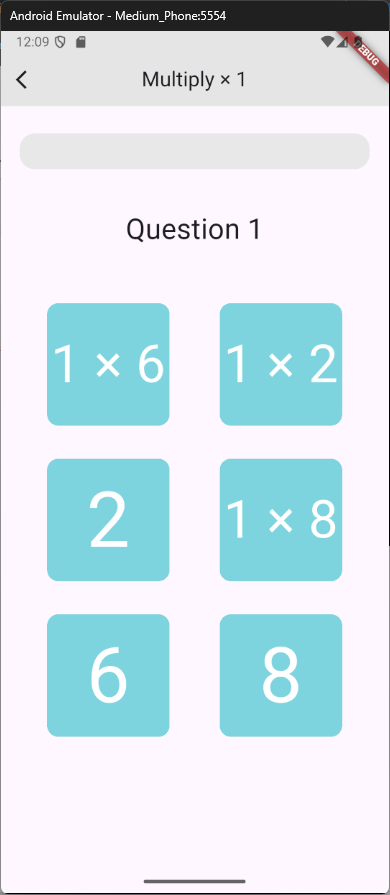 Android Emulator - Medium_Phone:5554
12:09
DEBUG
Multiply × 1
Question 1
1 × 6 1 × 2
2 1 × 8
6 8